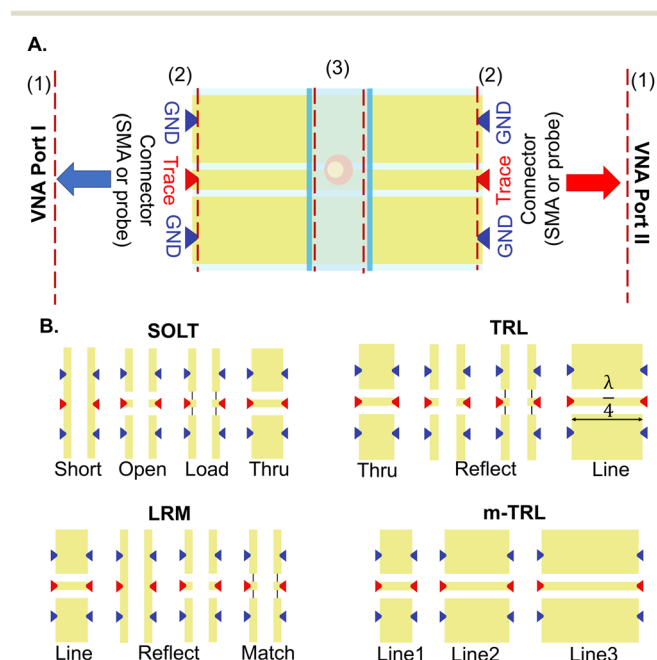 A.
(1)
(2)
(3)
(2)
(1)
VNA Port I
Connector
(SMA or probe)
GND
Trace
GND
GND
Trace
GND
Connector
(SMA or probe)
VNA Port II
B.
SOLT
Short
Open
Load
Thru
TRL
λ
4
Thru
Reflect
Line
LRM
Line
Reflect
Match
m-TRL
Line1
Line2
Line3